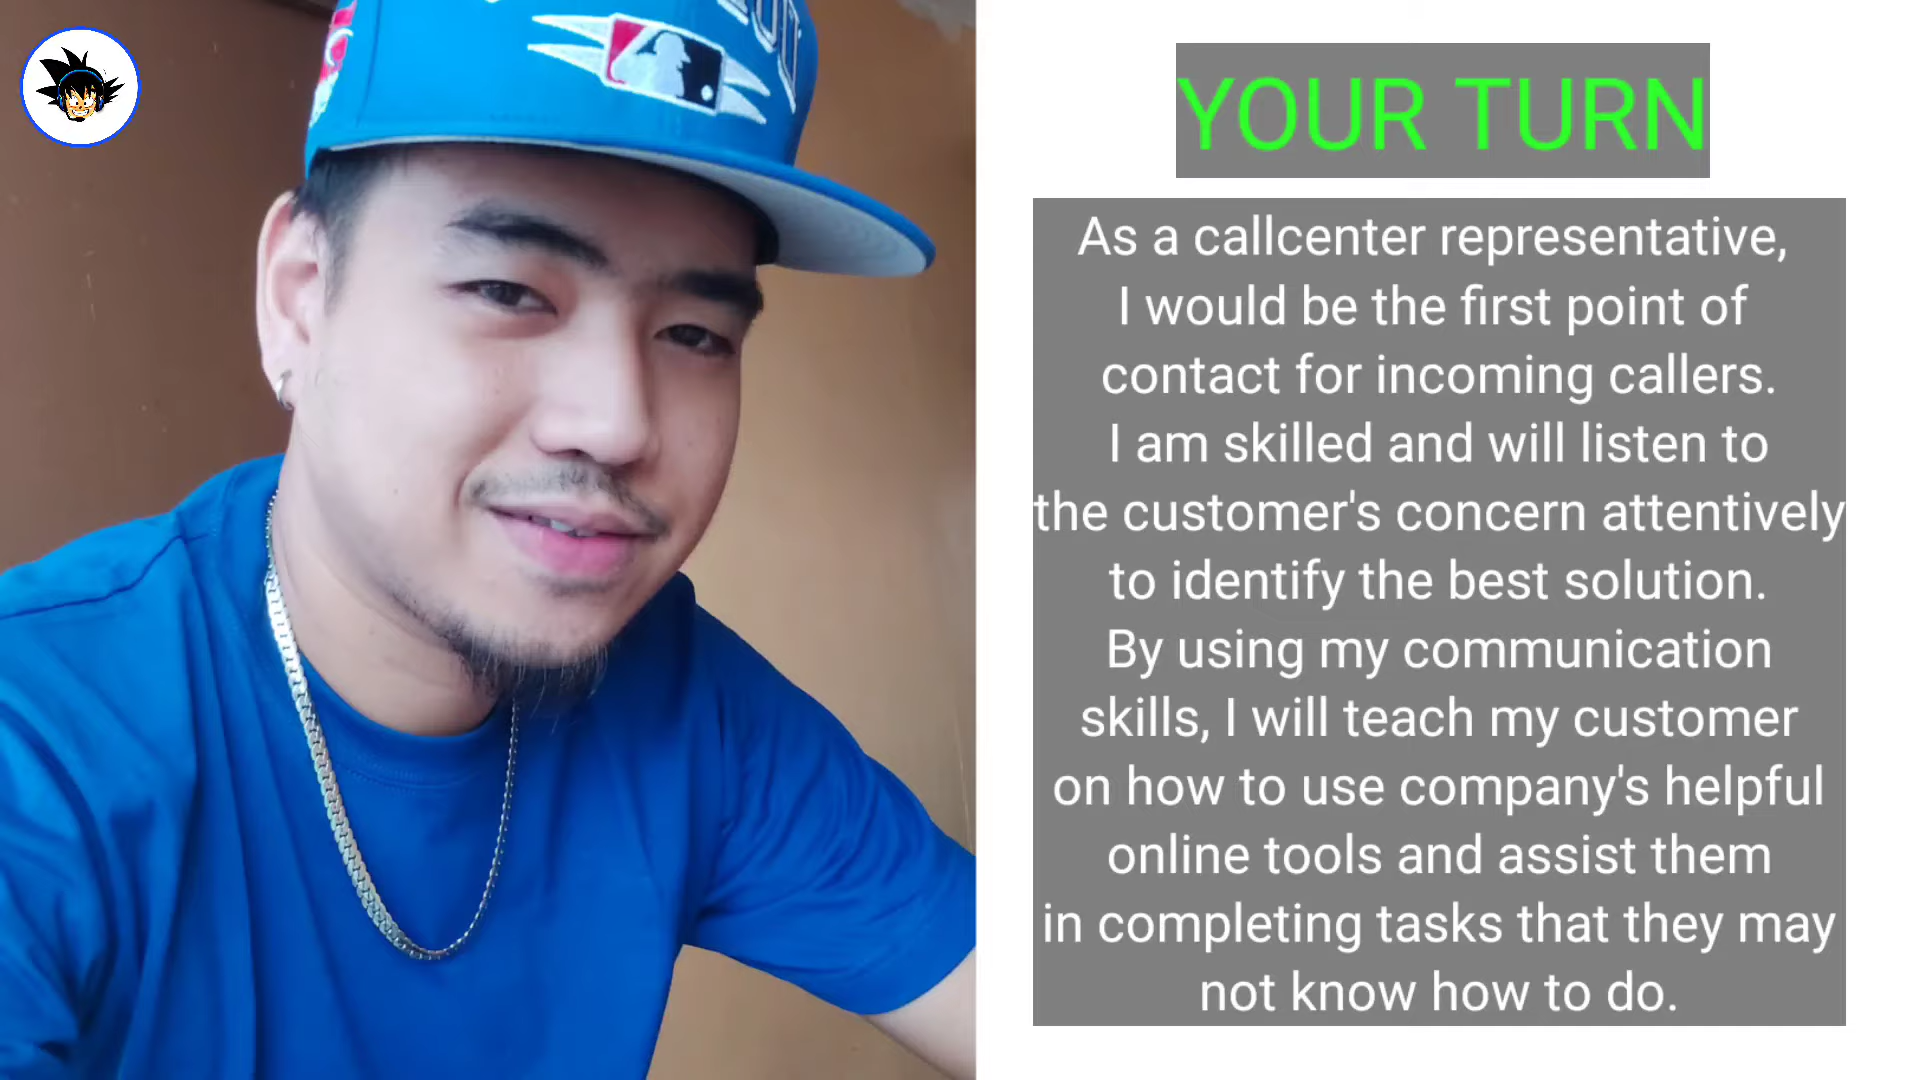 YOUR TURN
As a callcenter representative,
I would be the first point of
contact for incoming callers.
I am skilled and will listen to
the customer's concern attentively
to identify the best solution.
By using my communication
skills, I will teach my customer
on how to use company's helpful
online tools and assist them
in completing tasks that they may
not know how to do.